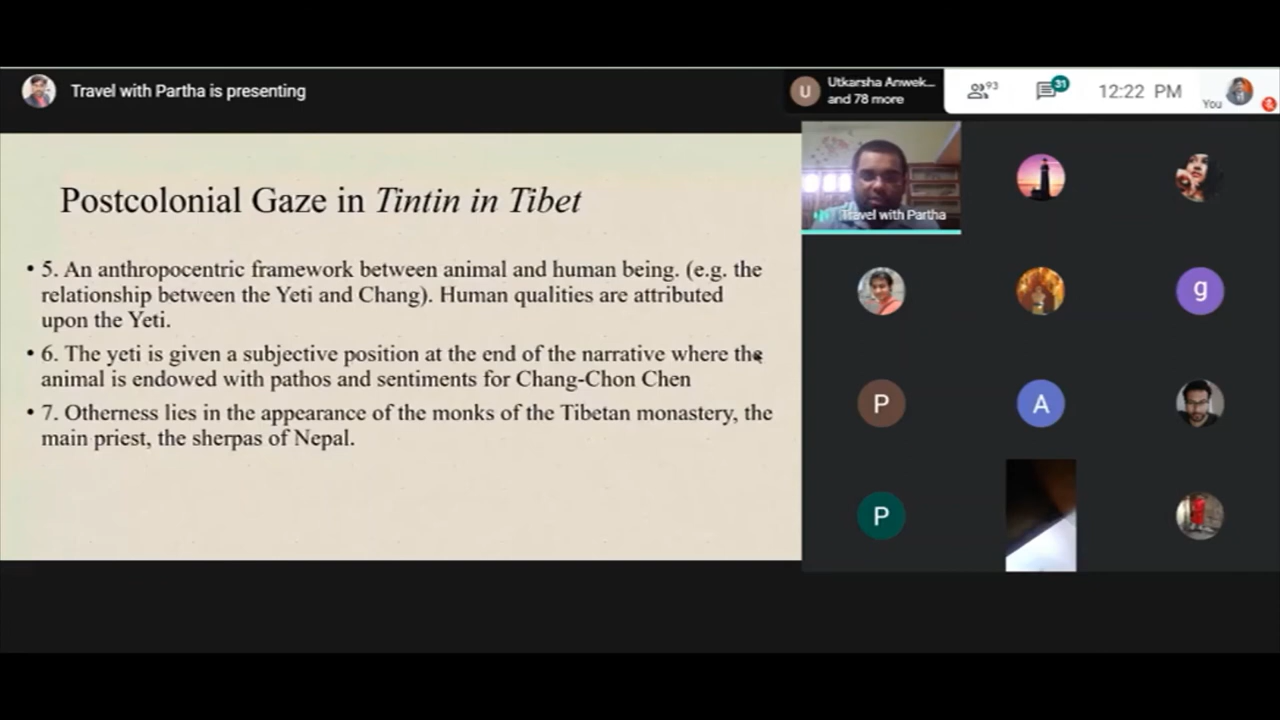 Travel with Partha is presenting
U
Utkarsha Anwek...
and 78 more
93
31
12:22 PM
You
Postcolonial Gaze in Tintin in Tibet
• 5. An anthropocentric framework between animal and human being. (e.g. the
relationship between the Yeti and Chang). Human qualities are attributed
upon the Yeti.
• 6. The yeti is given a subjective position at the end of the narrative where the
animal is endowed with pathos and sentiments for Chang-Chon Chen
• 7. Otherness lies in the appearance of the monks of the Tibetan monastery, the
main priest, the sherpas of Nepal.
Travel with Partha
g
P
A
P